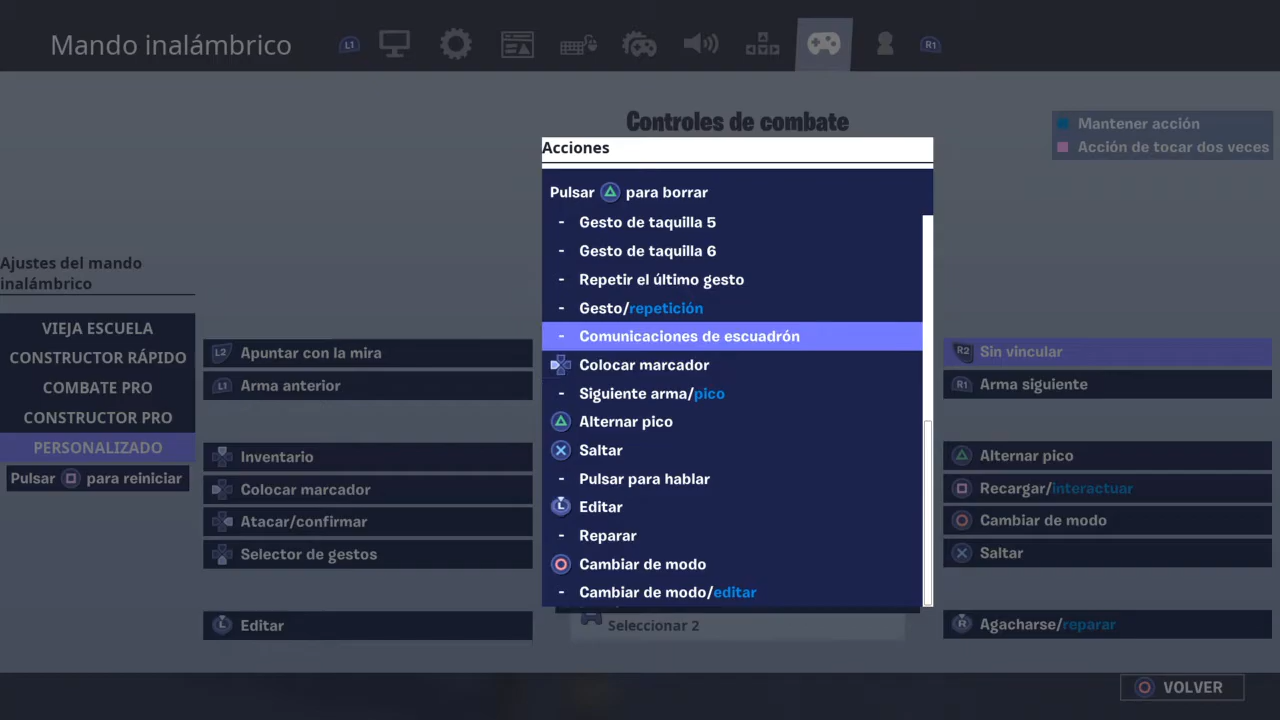 Mando inalámbrico
L1
R1
Controles de combate
Mantener acción
Acción de tocar dos veces
Acciones
Pulsar para borrar
- Gesto de taquilla 5
- Gesto de taquilla 6
- Repetir el último gesto
- Gesto/repetición
- Comunicaciones de escuadrón
Colocar marcador
- Siguiente arma/pico
Alternar pico
Saltar
- Pulsar para hablar
L Editar
- Reparar
Cambiar de modo
- Cambiar de modo/editar
Ajustes del mando
inalámbrico
VIEJA ESCUELA
CONSTRUCTOR RÁPIDO
COMBATE PRO
CONSTRUCTOR PRO
PERSONALIZADO
Pulsar para reiniciar
L2 Apuntar con la mira
L1 Arma anterior
Inventario
Colocar marcador
Atacar/confirmar
Selector de gestos
L Editar
Seleccionar 2
R2 Sin vincular
R1 Arma siguiente
Alternar pico
Recargar/interactuar
Cambiar de modo
Saltar
R Agacharse/reparar
VOLVER